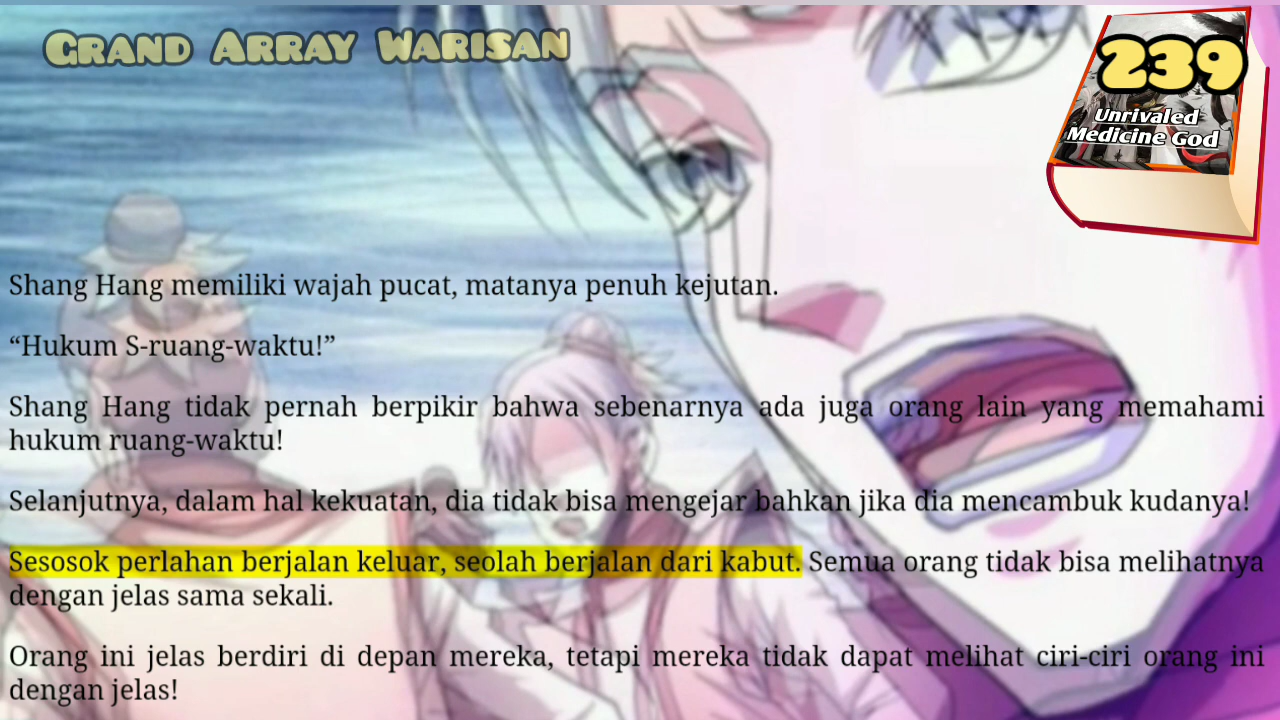 Grand Array Warisan
239
Unrivaled
Medicine God
Shang Hang memiliki wajah pucat, matanya penuh kejutan.
“Hukum S-ruang-waktu!”
Shang Hang tidak pernah berpikir bahwa sebenarnya ada juga orang lain yang memahami
hukum ruang-waktu!
Selanjutnya, dalam hal kekuatan, dia tidak bisa mengejar bahkan jika dia mencambuk kudanya!
Sesosok perlahan berjalan keluar, seolah berjalan dari kabut. Semua orang tidak bisa melihatnya
dengan jelas sama sekali.
Orang ini jelas berdiri di depan mereka, tetapi mereka tidak dapat melihat ciri-ciri orang ini
dengan jelas!